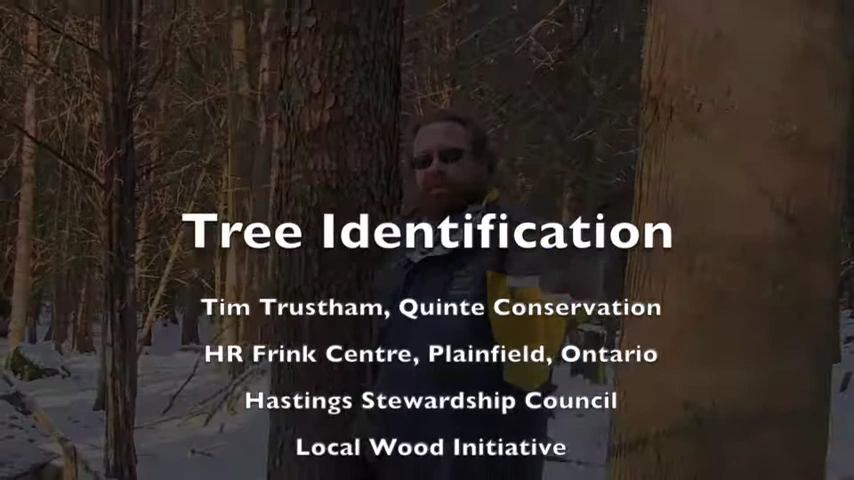 Tree Identification
Tim Trustham, Quinte Conservation
HR Frink Centre, Plainfield, Ontario
Hastings Stewardship Council
Local Wood Initiative